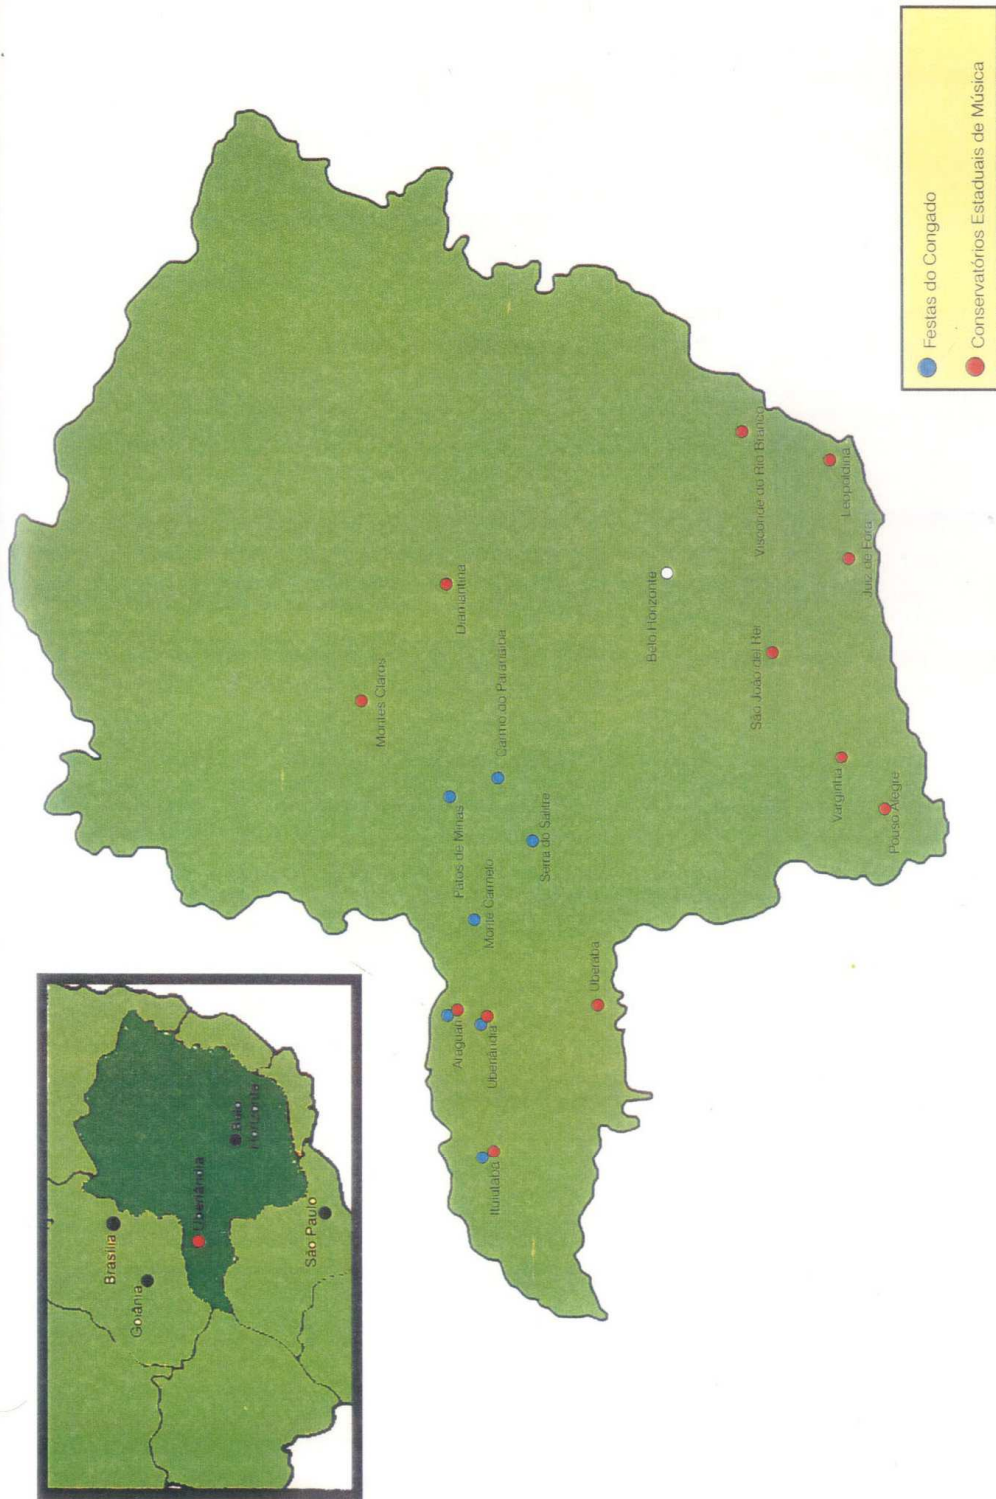 Festas do Congado
Conservatórios Estaduais de Música
Montes Claros
Diamantina
Patos de Minas
Carmo do Paranaíba
Monte Carmelo
Serra do Salitre
Araguari
Uberlândia
Ituiutaba
Uberaba
Belo Horizonte
Visconde do Rio Branco
São João del Rei
Leopoldina
Juiz de Fora
Varginha
Pouso Alegre
Brasília
Goiânia
Uberlândia
Belo
Horizonte
São Paulo